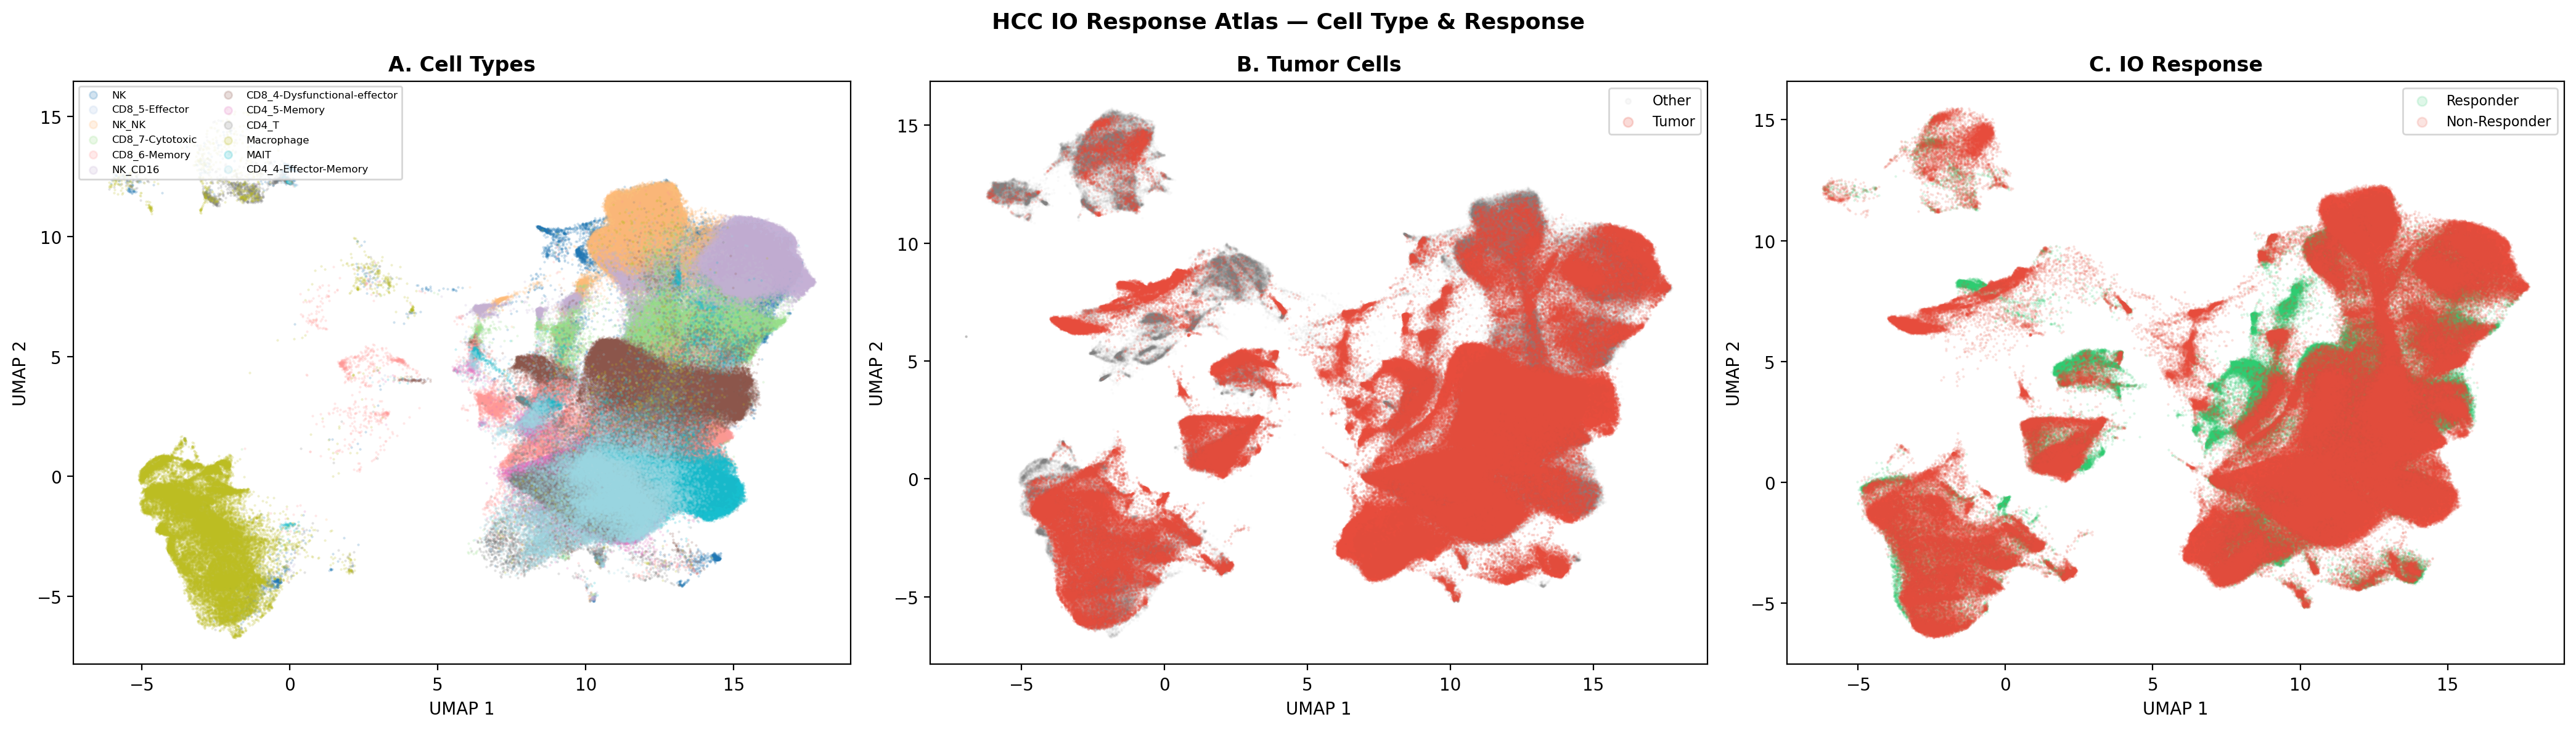 HCC IO Response Atlas — Cell Type & Response
A. Cell Types
NK
CD8_5-Effector
NK_NK
CD8_7-Cytotoxic
CD8_6-Memory
NK_CD16
CD8_4-Dysfunctional-effector
CD4_5-Memory
CD4_T
Macrophage
MAIT
CD4_4-Effector-Memory
15
10
5
0
−5
UMAP 2
−5 0 5 10 15
UMAP 1
B. Tumor Cells
Other
Tumor
15
10
5
0
−5
UMAP 2
−5 0 5 10 15
UMAP 1
C. IO Response
Responder
Non-Responder
15
10
5
0
−5
UMAP 2
−5 0 5 10 15
UMAP 1